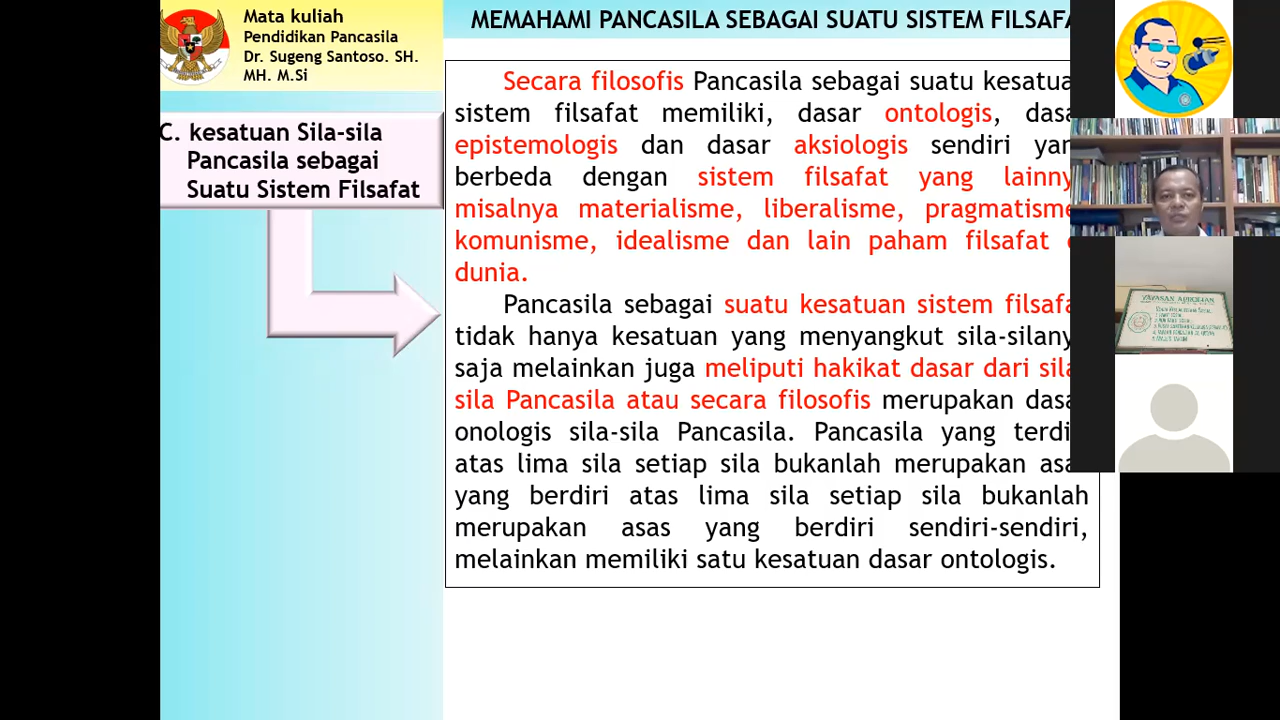 Mata kuliah
Pendidikan Pancasila
Dr. Sugeng Santoso. SH.
MH. M.Si
C. kesatuan Sila-sila
Pancasila sebagai
Suatu Sistem Filsafat
MEMAHAMI PANCASILA SEBAGAI SUATU SISTEM FILSAFA
Secara filosofis Pancasila sebagai suatu kesatua
sistem filsafat memiliki, dasar ontologis, dasa
epistemologis dan dasar aksiologis sendiri yan
berbeda dengan sistem filsafat yang lainny
misalnya materialisme, liberalisme, pragmatisme
komunisme, idealisme dan lain paham filsafat
dunia.
Pancasila sebagai suatu kesatuan sistem filsafa
tidak hanya kesatuan yang menyangkut sila-silany
saja melainkan juga meliputi hakikat dasar dari sila
sila Pancasila atau secara filosofis merupakan dasa
onologis sila-sila Pancasila. Pancasila yang terdi
atas lima sila setiap sila bukanlah merupakan asa
yang berdiri atas lima sila setiap sila bukanlah
merupakan asas yang berdiri sendiri-sendiri,
melainkan memiliki satu kesatuan dasar ontologis.
YAYASAN